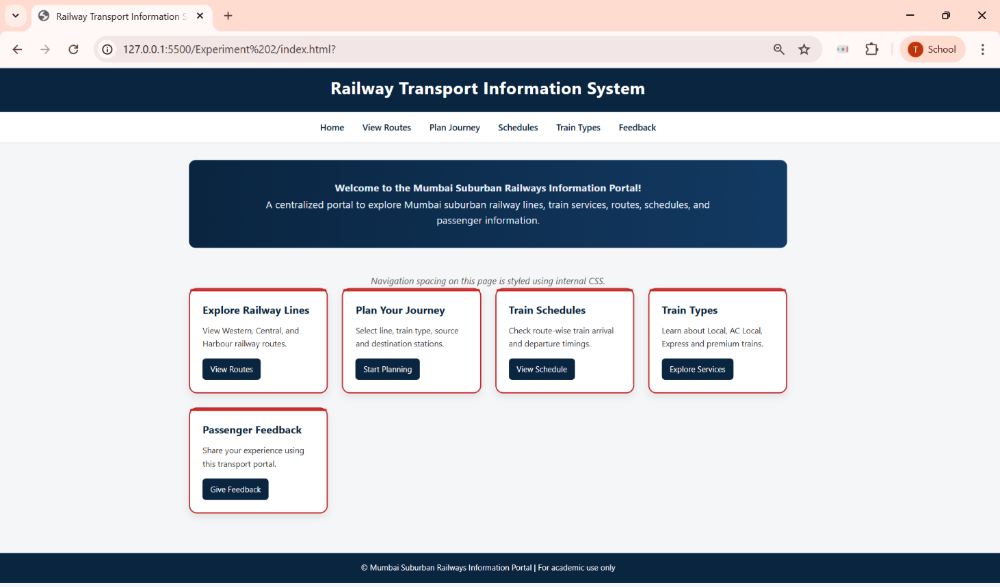 Railway Transport Information S
127.0.0.1:5500/Experiment%202/index.html?
T School
Railway Transport Information System
Home View Routes Plan Journey Schedules Train Types Feedback
Welcome to the Mumbai Suburban Railways Information Portal!
A centralized portal to explore Mumbai suburban railway lines, train services, routes, schedules, and
passenger information.
Navigation spacing on this page is styled using internal CSS.
Explore Railway Lines
View Western, Central, and
Harbour railway routes.
View Routes
Plan Your Journey
Select line, train type, source
and destination stations.
Start Planning
Train Schedules
Check route-wise train arrival
and departure timings.
View Schedule
Train Types
Learn about Local, AC Local,
Express and premium trains.
Explore Services
Passenger Feedback
Share your experience using
this transport portal.
Give Feedback
© Mumbai Suburban Railways Information Portal | For academic use only